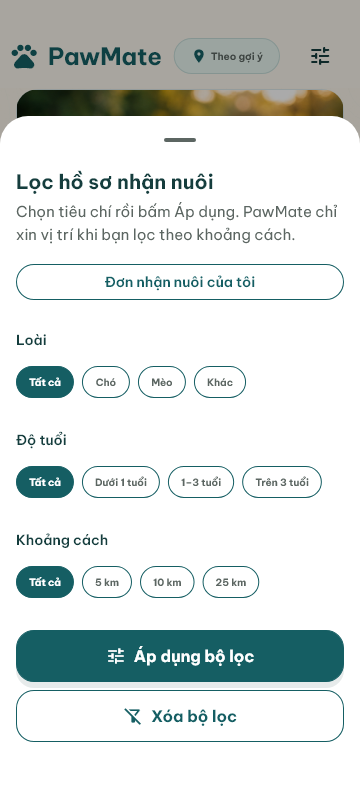 PawMate
Theo gợi ý
Lọc hồ sơ nhận nuôi
Chọn tiêu chí rồi bấm Áp dụng. PawMate chỉ
xin vị trí khi bạn lọc theo khoảng cách.
Đơn nhận nuôi của tôi
Loài
Tất cả
Chó
Mèo
Khác
Độ tuổi
Tất cả
Dưới 1 tuổi
1–3 tuổi
Trên 3 tuổi
Khoảng cách
Tất cả
5 km
10 km
25 km
Áp dụng bộ lọc
Xóa bộ lọc